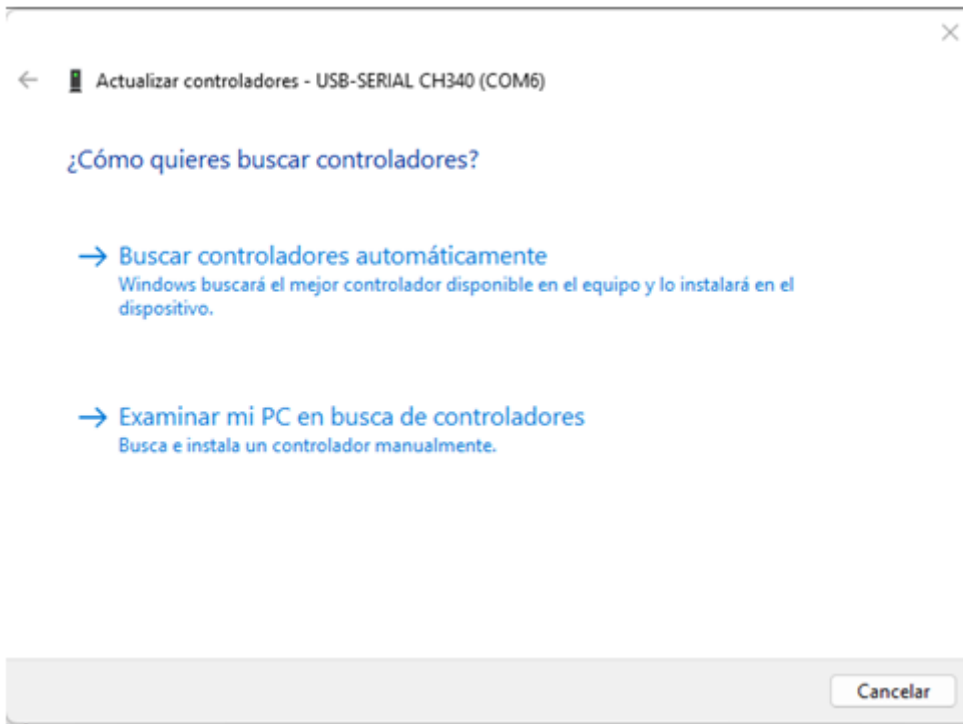 Actualizar controladores - USB-SERIAL CH340 (COM6)
¿Cómo quieres buscar controladores?
Buscar controladores automáticamente
Windows buscará el mejor controlador disponible en el equipo y lo instalará en el
dispositivo.
Examinar mi PC en busca de controladores
Busca e instala un controlador manualmente.
Cancelar